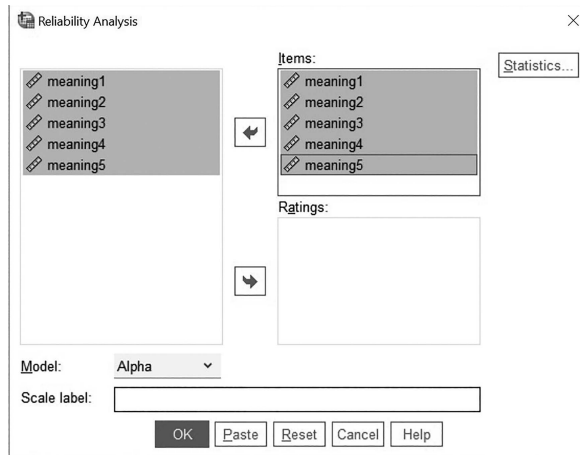 Reliability Analysis
Items:
Statistics...
meaning1
meaning2
meaning3
meaning4
meaning5
meaning1
meaning2
meaning3
meaning4
meaning5
Ratings:
Model:
Alpha
Scale label:
OK
Paste
Reset
Cancel
Help